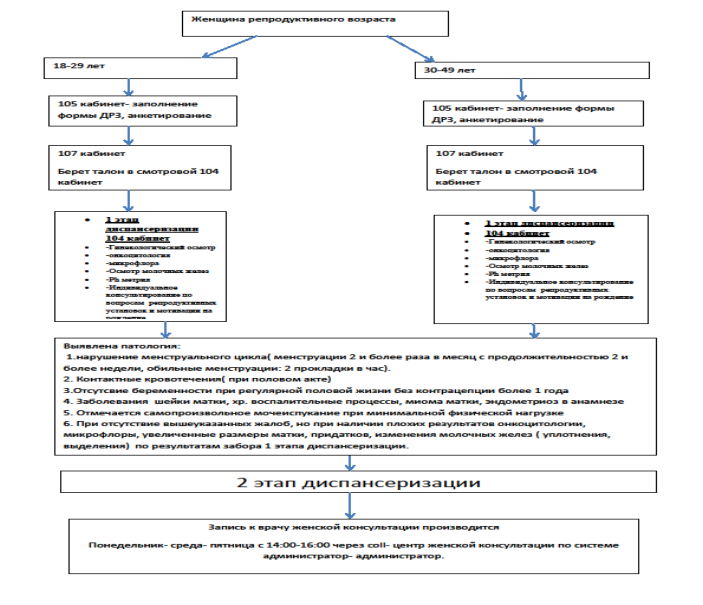 Женщина репродуктивного возраста
18-29 лет
30-49 лет
105 кабинет- заполнение
формы ДРЗ, анкетирование
105 кабинет- заполнение формы
ДРЗ, анкетирование
107 кабинет
Берет талон в смотровой 104
кабинет
107 кабинет
Берет талон в смотровой 104
кабинет
• 1 этап
диспансеризации
104 кабинет
• -Гинекологический осмотр
• -онкоцитология
• -микрофлора
• -Осмотр молочных желез
• -Ph метрия
• -Индивидуальное
консультирование по
вопросам репродуктивных
установок и мотивации на
рождение
• 1 этап диспансеризации
• 104 кабинет
• -Гинекологический осмотр
• -онкоцитология
• -микрофлора
• -Осмотр молочных желез
• -Ph метрия
• -Индивидуальное консультирование
по вопросам репродуктивных
установок и мотивации на рождение
Выявлена патология:
1.нарушение менструального цикла( менструации 2 и более раза в месяц с продолжительностью 2 и
более недели, обильные менструации: 2 прокладки в час).
2. Контактные кровотечения( при половом акте)
3.Отсутсвие беременности при регулярной половой жизни без контрацепции более 1 года
4. Заболевания шейки матки, хр. воспалительные процессы, миома матки, эндометриоз в анамнезе
5. Отмечается самопроизвольное мочеиспукание при минимальной физической нагрузке
6. При отсутствие вышеуказанных жалоб, но при наличии плохих результатов онкоцитологии,
микрофлоры, увеличенные размеры матки, придатков, изменения молочных желез ( уплотнения,
выделения) по результатам забора 1 этапа диспансеризации.
2 этап диспансеризации
Запись к врачу женской консультации производится
Понедельник- среда- пятница с 14:00-16:00 через coll- центр женской консультации по системе
администратор- администратор.